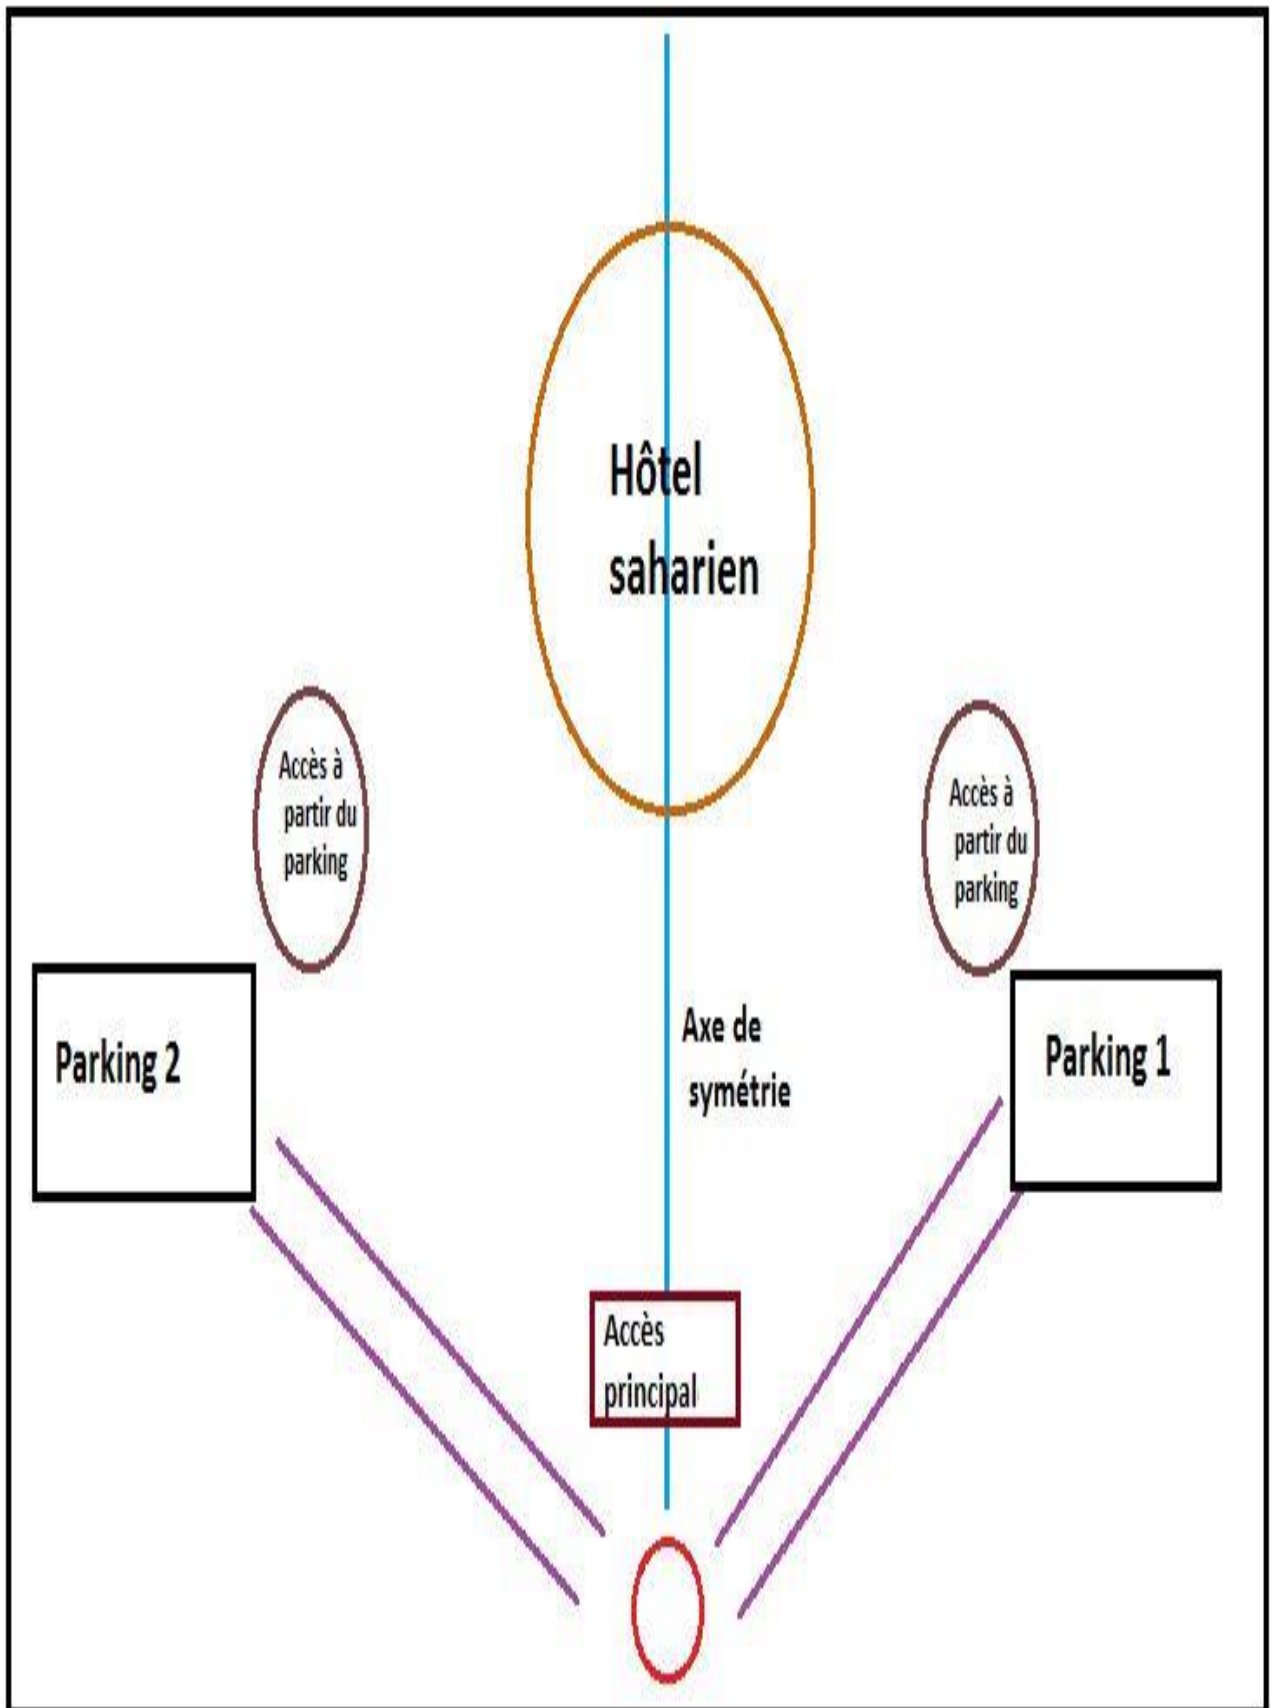 Hôtel
saharien
Accès à
partir du
parking
Accès à
partir du
parking
Parking 2
Axe de
symétrie
Parking 1
Accès
principal